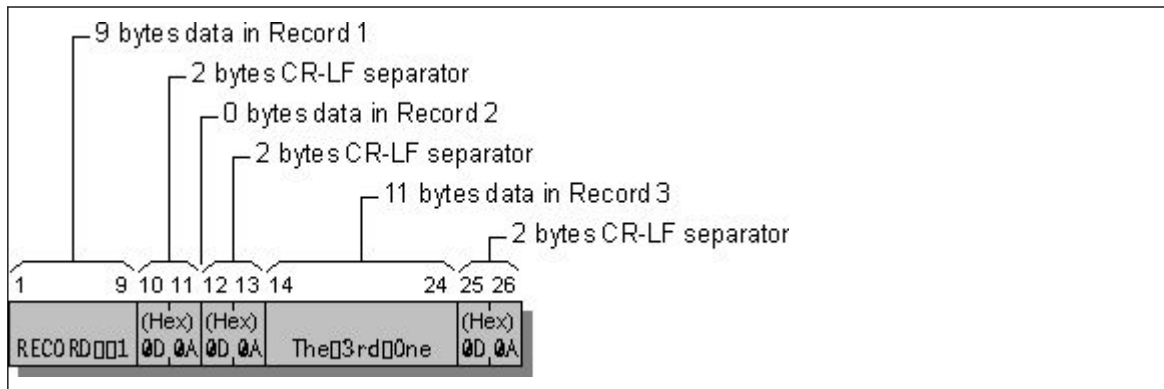 9 bytes data in Record 1
2 bytes CR-LF separator
0 bytes data in Record 2
2 bytes CR-LF separator
11 bytes data in Record 3
2 bytes CR-LF separator
1 9 10 11 12 13 14 24 25 26
(Hex) (Hex) (Hex)
RECORD▯▯1 0D 0A 0D 0A The▯3rd▯One 0D 0A